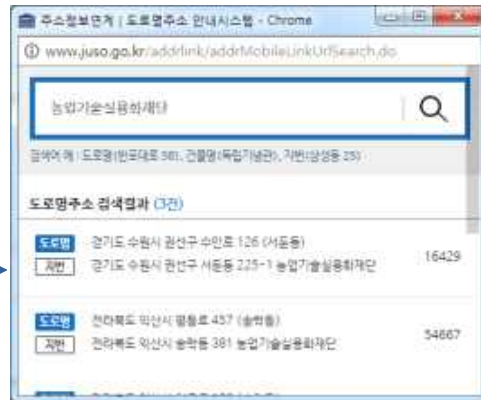 주소정보연계 | 도로명주소 안내시스템 - Chrome
www.juso.go.kr/addrlink/addrMobileLinkUrlSearch.do
농업기술실용화재단
검색어 예 : 도로명(반포대로 58), 건물명(독립기념관), 지번(삼성동 25)
도로명주소 검색결과 (3건)
도로명 경기도 수원시 권선구 수인로 126 (서둔동)
16429
지번 경기도 수원시 권선구 서둔동 225-1 농업기술실용화재단
도로명 전라북도 익산시 평동로 457 (송학동)
54667
지번 전라북도 익산시 송학동 381 농업기술실용화재단